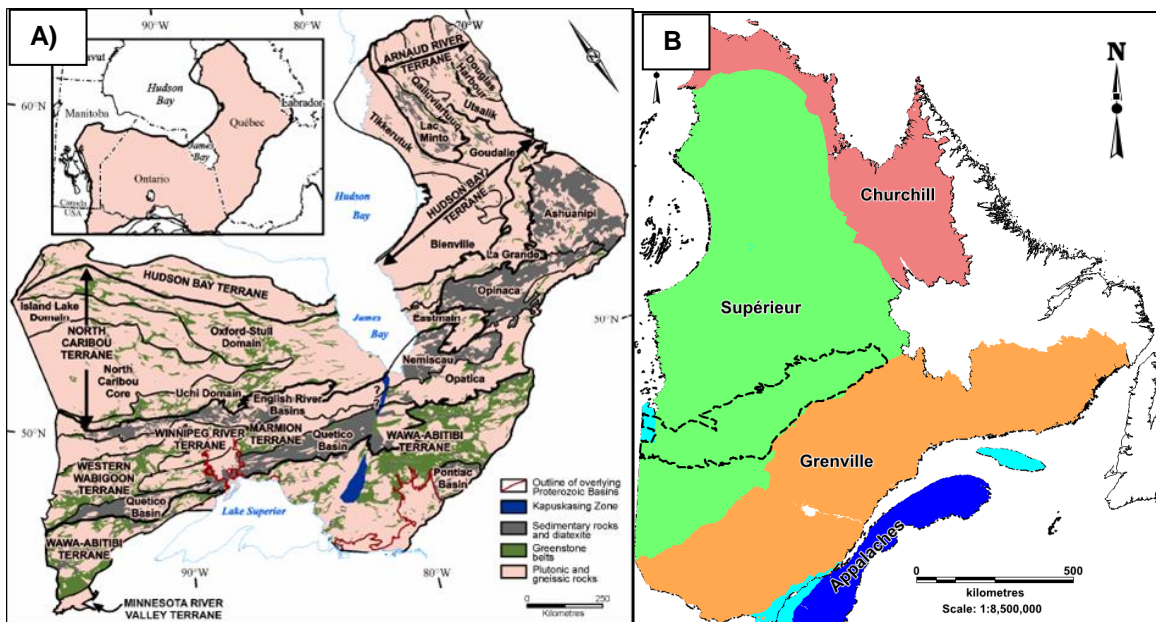 A)
90°W
80°W
70°W
60°N
50°N
50°N
90°W
80°W
Hudson
Bay
Manitoba
Labrador
Québec
James
Bay
Ontario
Canada
USA
ARNAUD RIVER
TERRANE
Douglas
Harbour
Qalluviartuuq
Utsalik
Lac
Minto
Tikkerutuk
Goudalie
Hudson
Bay
HUDSON BAY
TERRANE
Ashuanipi
Bienville
La Grande
Opinaca
James
Bay
Eastmain
Nemiscau
Opatica
HUDSON BAY TERRANE
Island Lake
Domain
NORTH
CARIBOU
TERRANE
Oxford-Stull
Domain
North
Caribou
Core
Uchi Domain
English River
Basins
WINNIPEG RIVER
TERRANE
MARMION
TERRANE
Quetico
Basin
WAWA-ABITIBI
TERRANE
WESTERN
WABIGOON
TERRANE
Pontiac
Basin
Quetico
Basin
Lake Superior
WAWA-ABITIBI
TERRANE
MINNESOTA RIVER
VALLEY TERRANE
Outline of overlying
Proterozoic Basins
Kapuskasing Zone
Sedimentary rocks
and diatexite
Greenstone
belts
Plutonic and
gneissic rocks
0 250
Kilometres
B
N
Churchill
Supérieur
Grenville
Appalaches
0 500
kilometres
Scale: 1:8,500,000